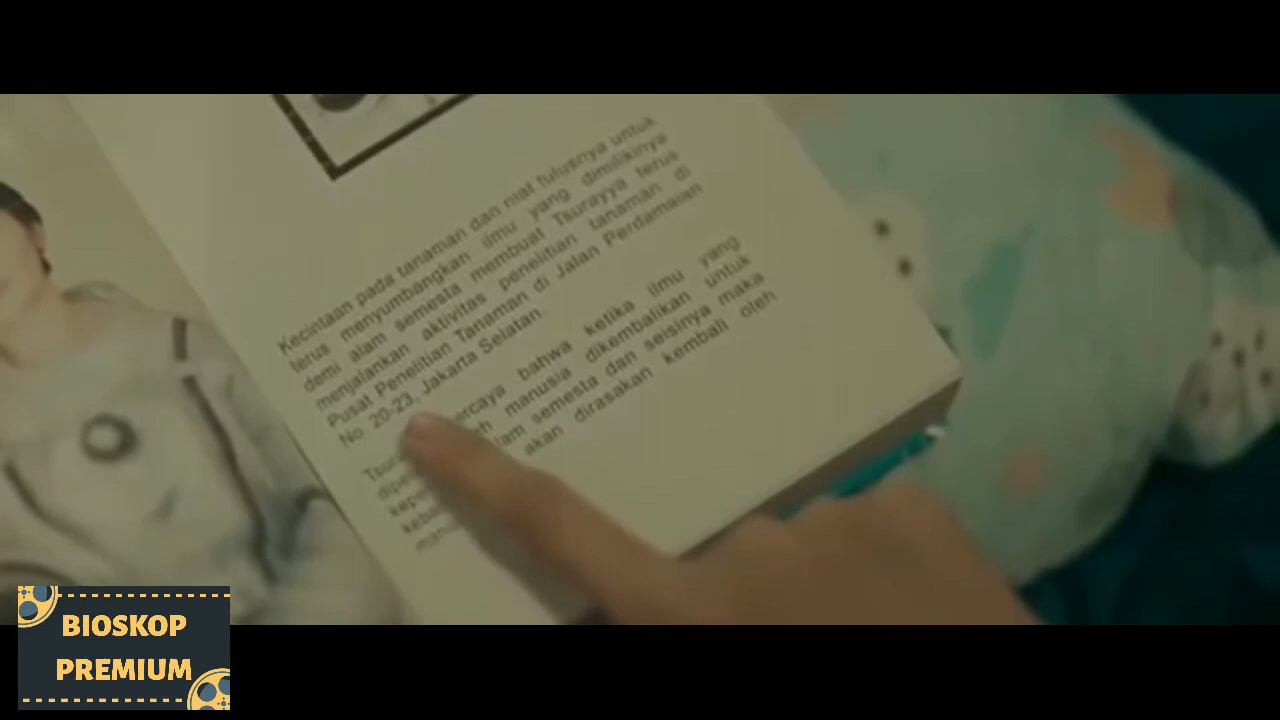 Kecintaan pada tanaman dan niat tulusnya untuk
terus menyumbangkan ilmu yang dimilikinya
demi alam semesta membuat Tsurayya terus
menjalankan aktivitas penelitian tanaman di
Pusat Penelitian Tanaman di Jalan Perdamaian
No 20-23, Jakarta Selatan.
bahwa ketika ilmu yang
manusia dikembalikan untuk
semesta dan seisinya maka
akan dirasakan kembali oleh
BIOSKOP
PREMIUM